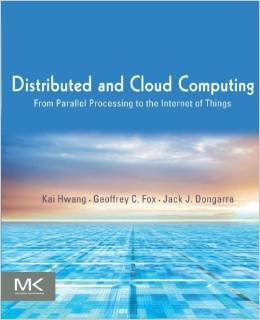 Distributed and Cloud Computing
From Parallel Processing to the Internet of Things
Kai Hwang · Geoffrey C. Fox · Jack J. Dongarra
MK